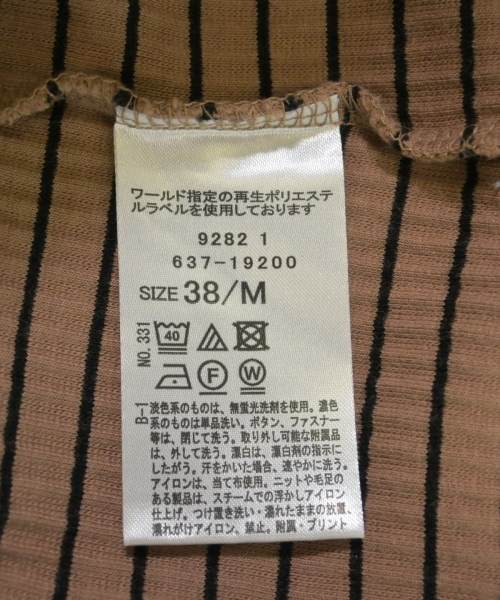 ワールド指定の再生ポリエステ
ルラベルを使用しております
9282 1
637-19200
SIZE 38/M
NO.331
40
F W
B-1
淡色系のものは、無蛍光洗剤を使用。濃色
系のものは単品洗い。ボタン、ファスナー
等は、閉じて洗う。取り外し可能な附属品
は、外して洗う。漂白は、漂白剤の指示に
したがう。汗をかいた場合、速やかに洗う。
アイロンは、当て布使用。ニットや毛足の
ある製品は、スチームでの浮かしアイロン
仕上げ。つけ置き洗い・濡れたままの放置、
濡れがけアイロン、禁止。附属・プリント